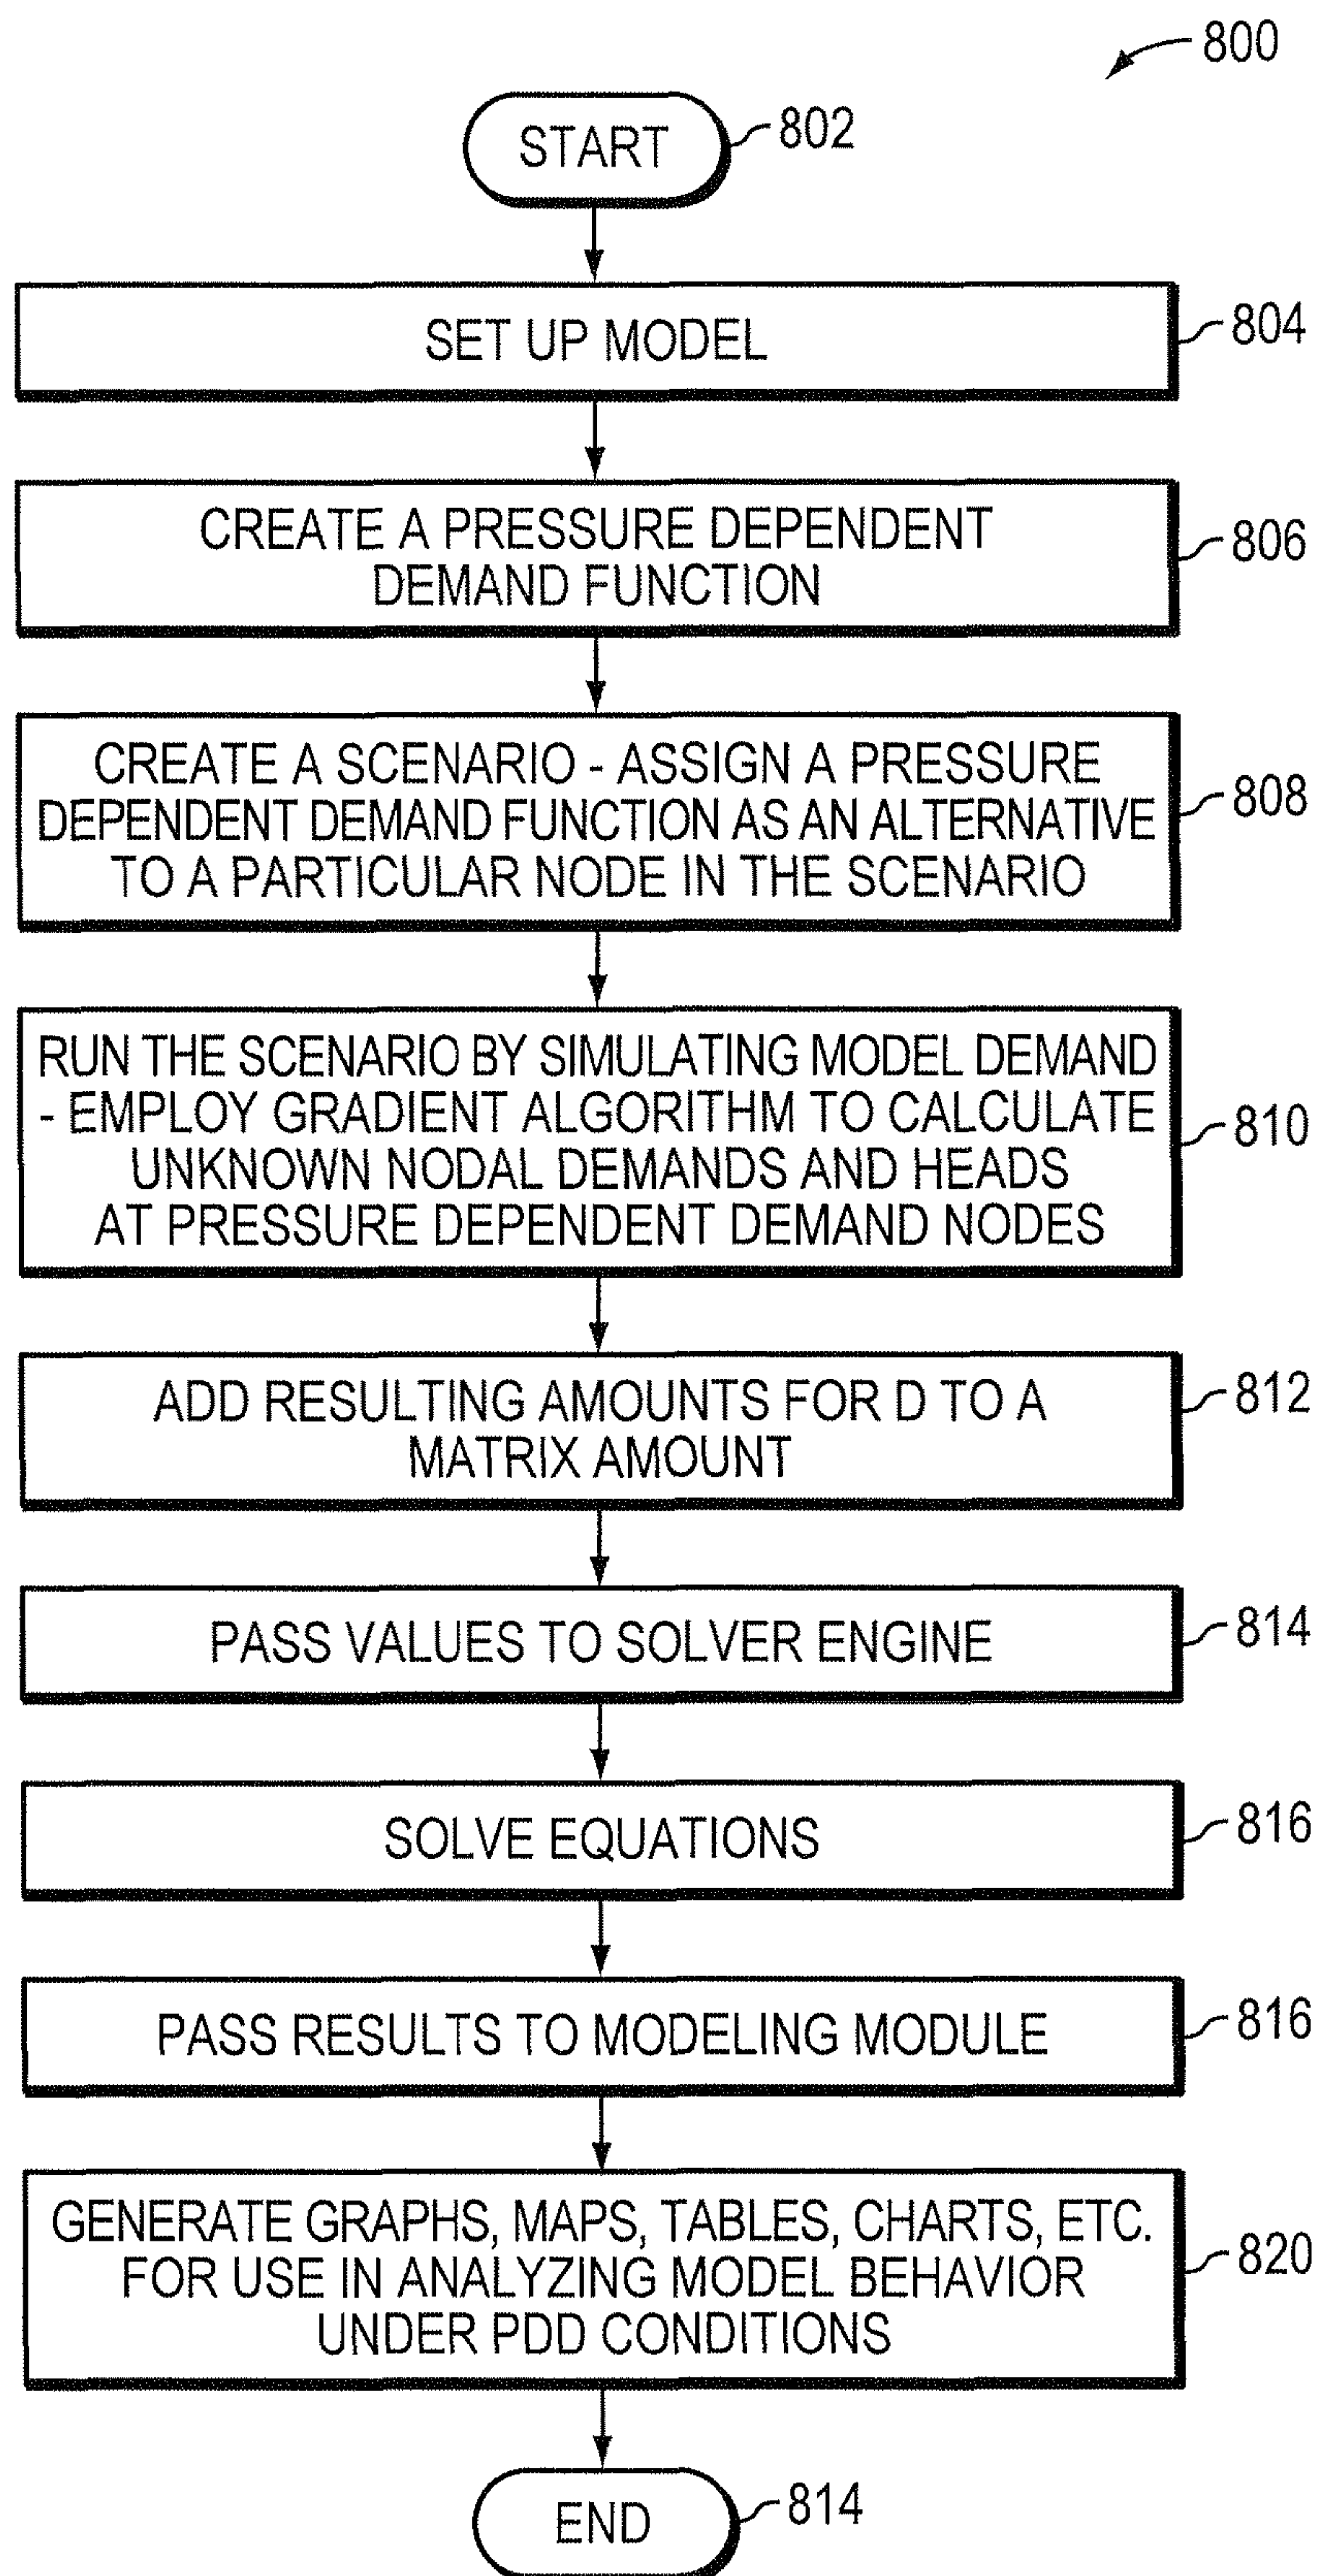 800
START
802
SET UP MODEL
804
CREATE A PRESSURE DEPENDENT
DEMAND FUNCTION
806
CREATE A SCENARIO - ASSIGN A PRESSURE
DEPENDENT DEMAND FUNCTION AS AN ALTERNATIVE
TO A PARTICULAR NODE IN THE SCENARIO
808
RUN THE SCENARIO BY SIMULATING MODEL DEMAND
- EMPLOY GRADIENT ALGORITHM TO CALCULATE
UNKNOWN NODAL DEMANDS AND HEADS
AT PRESSURE DEPENDENT DEMAND NODES
810
ADD RESULTING AMOUNTS FOR D TO A
MATRIX AMOUNT
812
PASS VALUES TO SOLVER ENGINE
814
SOLVE EQUATIONS
816
PASS RESULTS TO MODELING MODULE
816
GENERATE GRAPHS, MAPS, TABLES, CHARTS, ETC.
FOR USE IN ANALYZING MODEL BEHAVIOR
UNDER PDD CONDITIONS
820
END
814